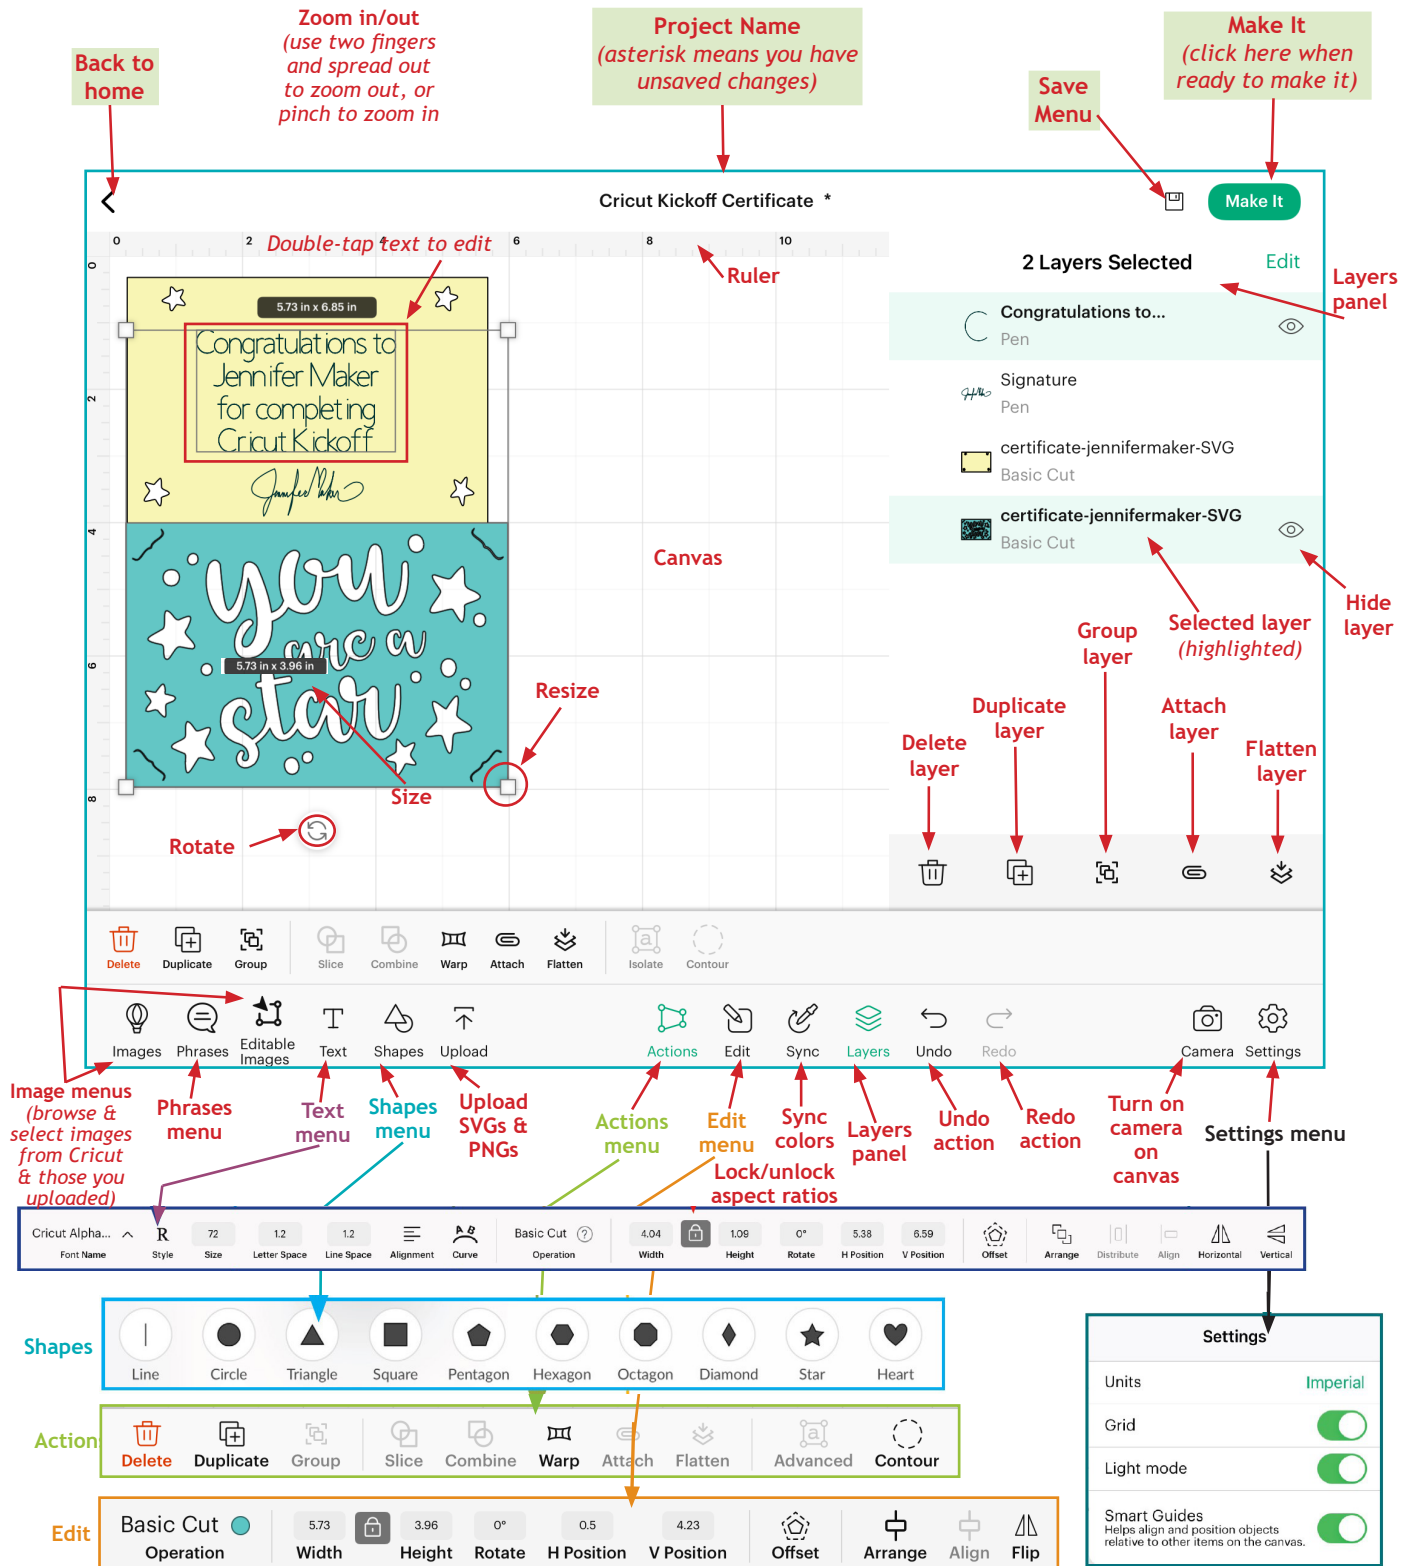 Zoom in/out
(use two fingers
and spread out
to zoom out, or
pinch to zoom in
Back to
home
Project Name
(asterisk means you have
unsaved changes)
Save
Menu
Make It
(click here when
ready to make it)
Cricut Kickoff Certificate *
Make It
0 2 4 6 8 10
Double-tap text to edit
Ruler
0
2
4
6
8
5.73 in x 6.85 in
Congratulations to
Jennifer Maker
for completing
Cricut Kickoff
Jennifer Maker
you
are a
star
5.73 in x 3.96 in
Canvas
Resize
Size
Rotate
2 Layers Selected
Edit
Layers
panel
Congratulations to...
Pen
Signature
Pen
certificate-jennifermaker-SVG
Basic Cut
certificate-jennifermaker-SVG
Basic Cut
Hide
layer
Selected layer
(highlighted)
Group
layer
Duplicate
layer
Attach
layer
Delete
layer
Flatten
layer
Delete Duplicate Group Slice Combine Warp Attach Flatten Isolate Contour
Images Phrases Editable
Images Text Shapes Upload Actions Edit Sync Layers Undo Redo Camera Settings
Image menus
(browse &
select images
from Cricut
& those you
uploaded)
Phrases
menu
Text
menu
Shapes
menu
Upload
SVGs &
PNGs
Actions
menu
Edit
menu
Lock/unlock
aspect ratios
Sync
colors
Layers
panel
Undo
action
Redo
action
Turn on
camera
on
canvas
Settings menu
Cricut Alpha... R 72 1.2 1.2 A B Basic Cut ? 4.04 1.09 0° 5.38 6.59
Font Name Style Size Letter Space Line Space Alignment Curve Operation Width Height Rotate H Position V Position Offset Arrange Distribute Align Horizontal Vertical
Shapes
Line Circle Triangle Square Pentagon Hexagon Octagon Diamond Star Heart
Action
Delete Duplicate Group Slice Combine Warp Attach Flatten Advanced Contour
Edit
Basic Cut 5.73 3.96 0° 0.5 4.23
Operation Width Height Rotate H Position V Position Offset Arrange Align Flip
Settings
Units Imperial
Grid
Light mode
Smart Guides
Helps align and position objects
relative to other items on the canvas.